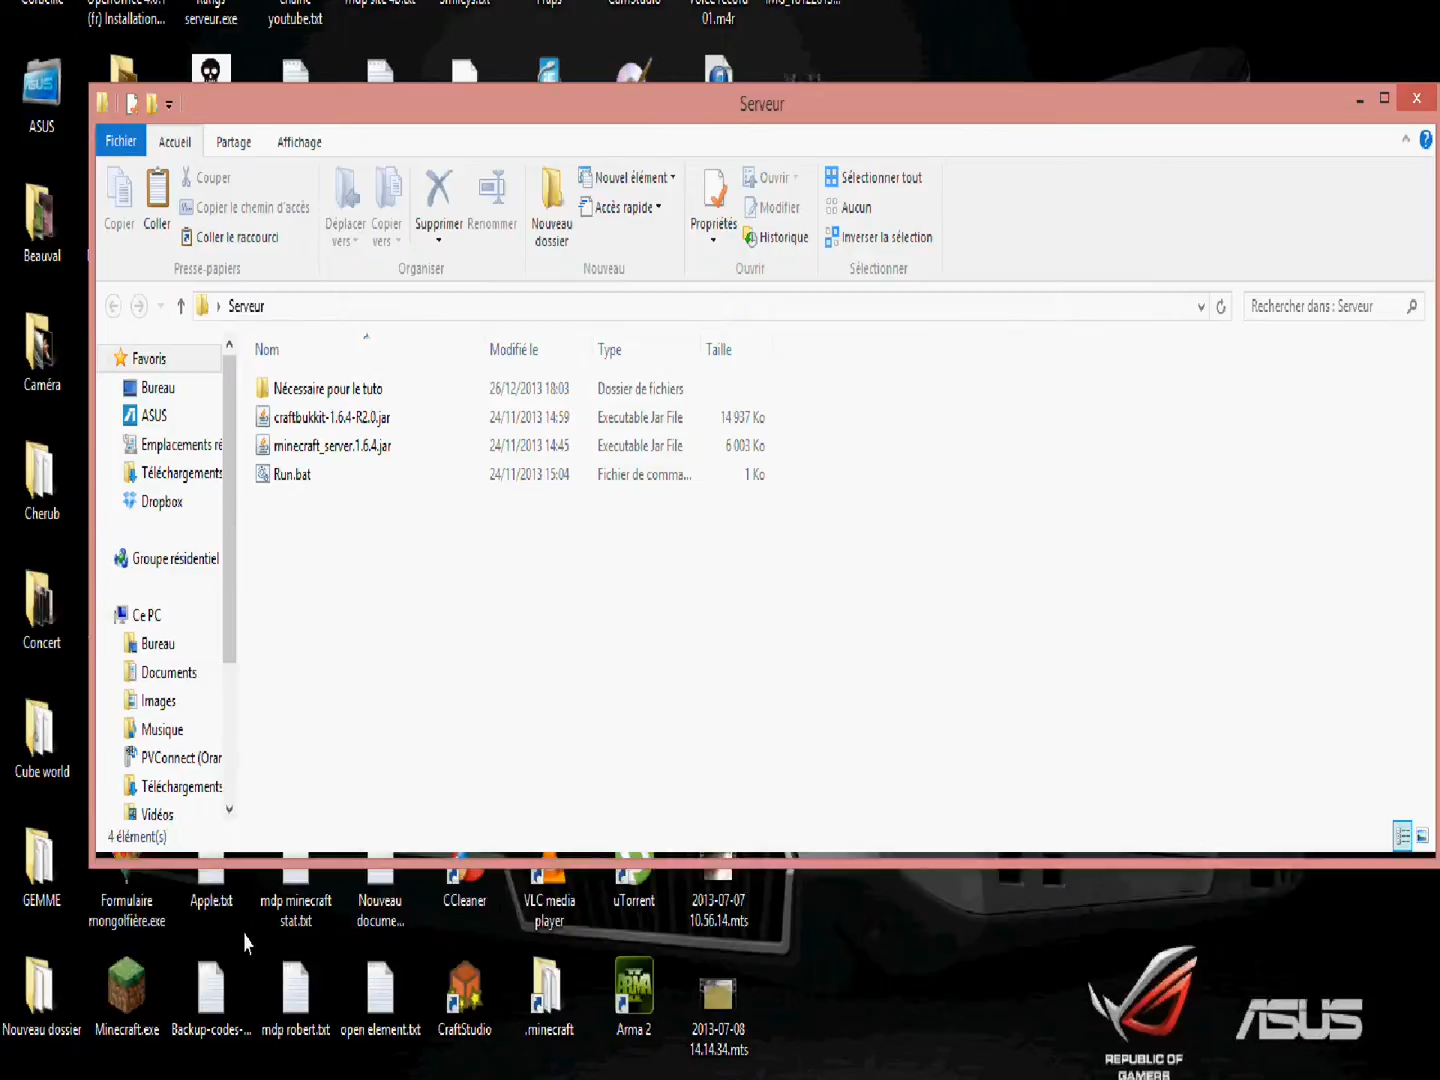 (fr) Installation...
serveur.exe
youtube.txt
01.m4r
ASUS
Beauval
Caméra
Cherub
Concert
Cube world
GEMME
Nouveau dossier
Serveur
Fichier
Accueil
Partage
Affichage
Copier
Coller
Couper
Copier le chemin d'accès
Coller le raccourci
Presse-papiers
Déplacer
vers
Copier
vers
Supprimer
Renommer
Organiser
Nouveau
dossier
Nouvel élément
Accès rapide
Nouveau
Propriétés
Ouvrir
Modifier
Historique
Ouvrir
Sélectionner tout
Aucun
Inverser la sélection
Sélectionner
Serveur
Rechercher dans : Serveur
Favoris
Bureau
ASUS
Emplacements ré
Téléchargements
Dropbox
Groupe résidentiel
Ce PC
Bureau
Documents
Images
Musique
PVConnect (Orar
Téléchargements
Vidéos
Nom Modifié le Type Taille
Nécessaire pour le tuto 26/12/2013 18:03 Dossier de fichiers
craftbukkit-1.6.4-R2.0.jar 24/11/2013 14:59 Executable Jar File 14 937 Ko
minecraft_server.1.6.4.jar 24/11/2013 14:45 Executable Jar File 6 003 Ko
Run.bat 24/11/2013 15:04 Fichier de comma... 1 Ko
4 élément(s)
Formulaire
mongolfière.exe
Apple.txt
mdp minecraft
stat.txt
Nouveau
docume...
CCleaner
VLC media
player
uTorrent
2013-07-07
10.56.14.mts
Minecraft.exe
Backup-codes-...
mdp robert.txt
open element.txt
CraftStudio
.minecraft
Arma 2
2013-07-08
14.14.34.mts
REPUBLIC OF
GAMERS
ASUS